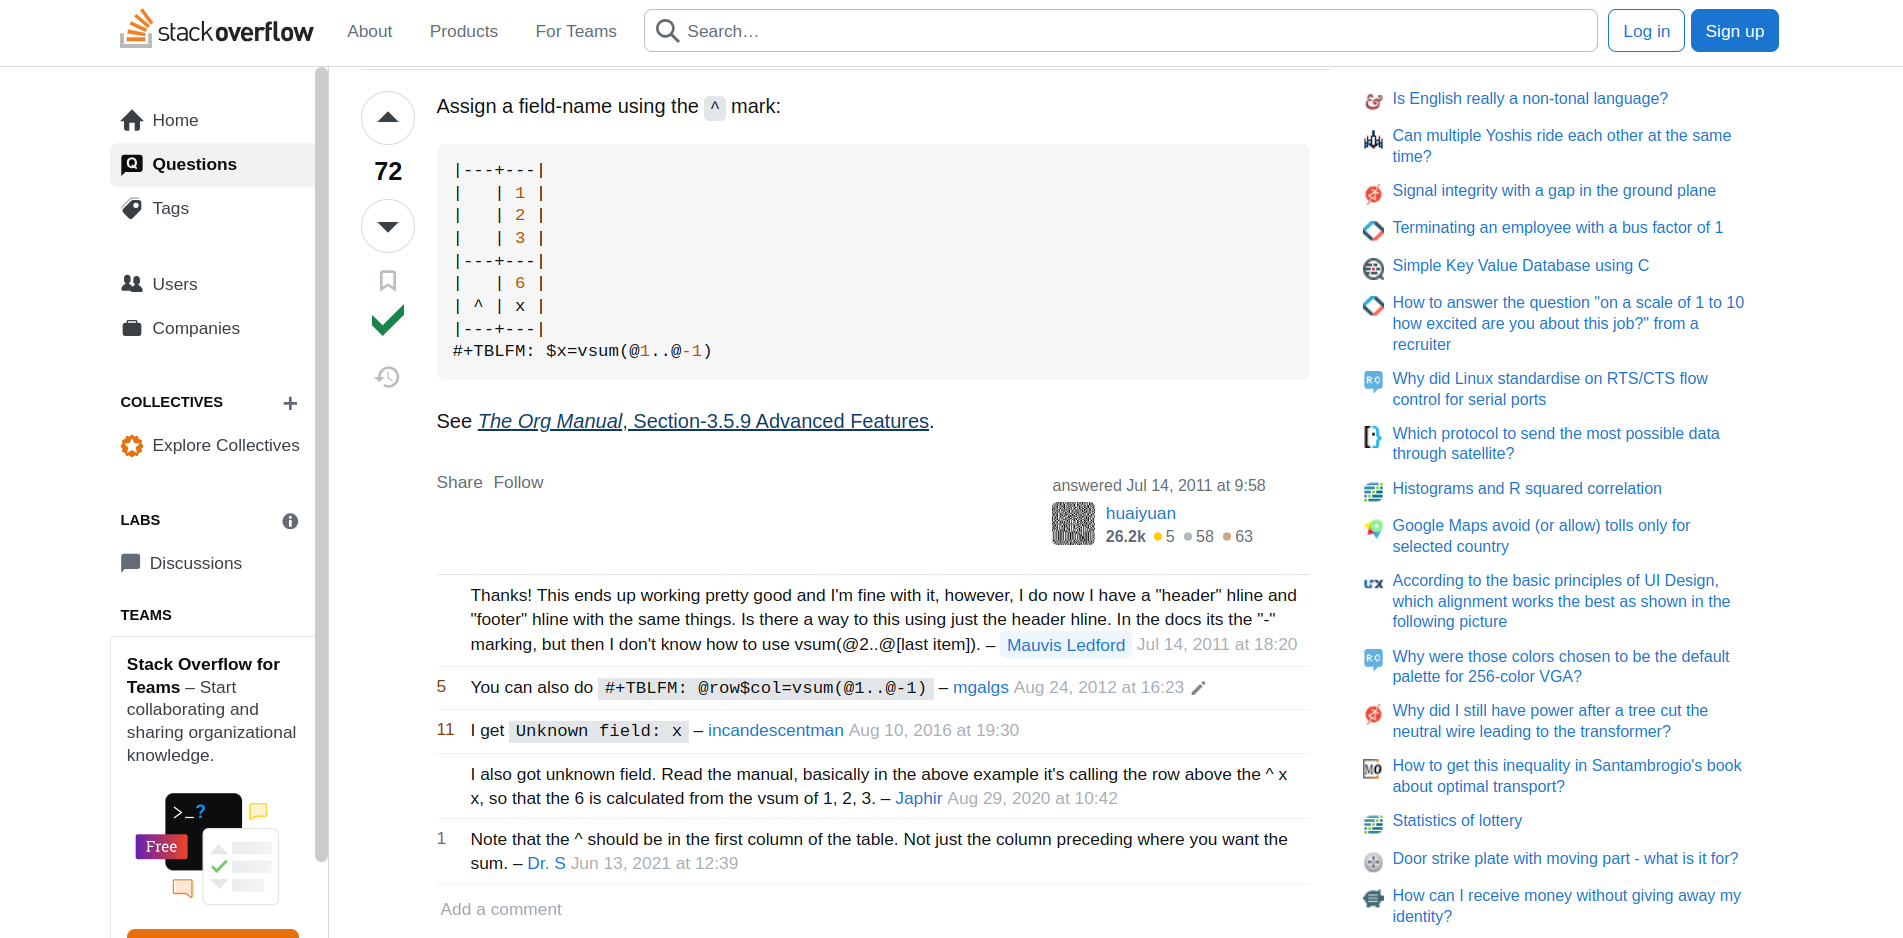 stack overflow
About
Products
For Teams
Search…
Log in
Sign up
Home
Questions
Tags
Users
Companies
COLLECTIVES
Explore Collectives
LABS
Discussions
TEAMS
Stack Overflow for
Teams – Start
collaborating and
sharing organizational
knowledge.
>_?
Free
Assign a field-name using the ^ mark:
72
|---+---|
|   | 1 |
|   | 2 |
|   | 3 |
|---+---|
|   | 6 |
| ^ | x |
|---+---|
#+TBLFM: $x=vsum(@1..@-1)
See The Org Manual, Section-3.5.9 Advanced Features.
Share Follow
answered Jul 14, 2011 at 9:58
huaiyuan
26.2k 5 58 63
Thanks! This ends up working pretty good and I'm fine with it, however, I do now I have a "header" hline and
"footer" hline with the same things. Is there a way to this using just the header hline. In the docs its the "-"
marking, but then I don't know how to use vsum(@2..@[last item]). – Mauvis Ledford Jul 14, 2011 at 18:20
5 You can also do #+TBLFM: @row$col=vsum(@1..@-1) – mgalgs Aug 24, 2012 at 16:23
11 I get Unknown field: x – incandescentman Aug 10, 2016 at 19:30
I also got unknown field. Read the manual, basically in the above example it's calling the row above the ^ x
x, so that the 6 is calculated from the vsum of 1, 2, 3. – Japhir Aug 29, 2020 at 10:42
1 Note that the ^ should be in the first column of the table. Not just the column preceding where you want the
sum. – Dr. S Jun 13, 2021 at 12:39
Add a comment
Is English really a non-tonal language?
Can multiple Yoshis ride each other at the same
time?
Signal integrity with a gap in the ground plane
Terminating an employee with a bus factor of 1
Simple Key Value Database using C
How to answer the question "on a scale of 1 to 10
how excited are you about this job?" from a
recruiter
RC Why did Linux standardise on RTS/CTS flow
control for serial ports
Which protocol to send the most possible data
through satellite?
Histograms and R squared correlation
Google Maps avoid (or allow) tolls only for
selected country
UX According to the basic principles of UI Design,
which alignment works the best as shown in the
following picture
RC Why were those colors chosen to be the default
palette for 256-color VGA?
Why did I still have power after a tree cut the
neutral wire leading to the transformer?
MO How to get this inequality in Santambrogio's book
about optimal transport?
Statistics of lottery
Door strike plate with moving part - what is it for?
How can I receive money without giving away my
identity?